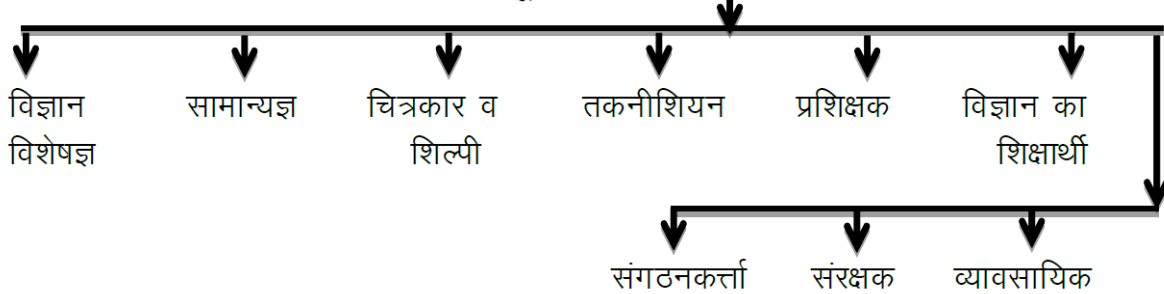 विज्ञान सामान्यज्ञ चित्रकार व तकनीशियन प्रशिक्षक विज्ञान का
विशेषज्ञ शिल्पी शिक्षार्थी
संगठनकर्त्ता संरक्षक व्यावसायिक